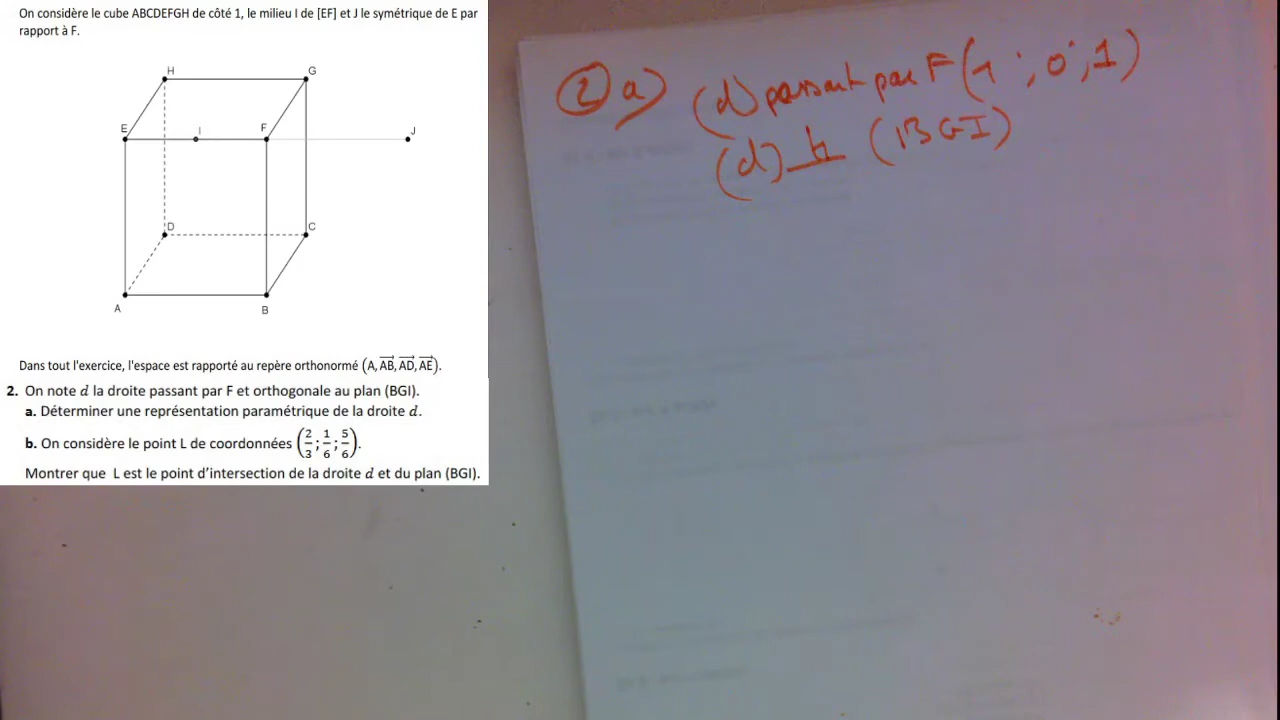 On considère le cube ABCDEFGH de côté 1, le milieu I de [EF] et J le symétrique de E par
rapport à F.
H
G
E
I
F
J
D
C
A
B
Dans tout l'exercice, l'espace est rapporté au repère orthonormé (A, AB, AD, AE).
2. On note d la droite passant par F et orthogonale au plan (BGI).
a. Déterminer une représentation paramétrique de la droite d.
b. On considère le point L de coordonnées (2/3 ; 1/6 ; 5/6).
Montrer que L est le point d'intersection de la droite d et du plan (BGI).
② a) (d) passant par F(1 ; 0 ; 1)
(d) ⊥ (BGI)